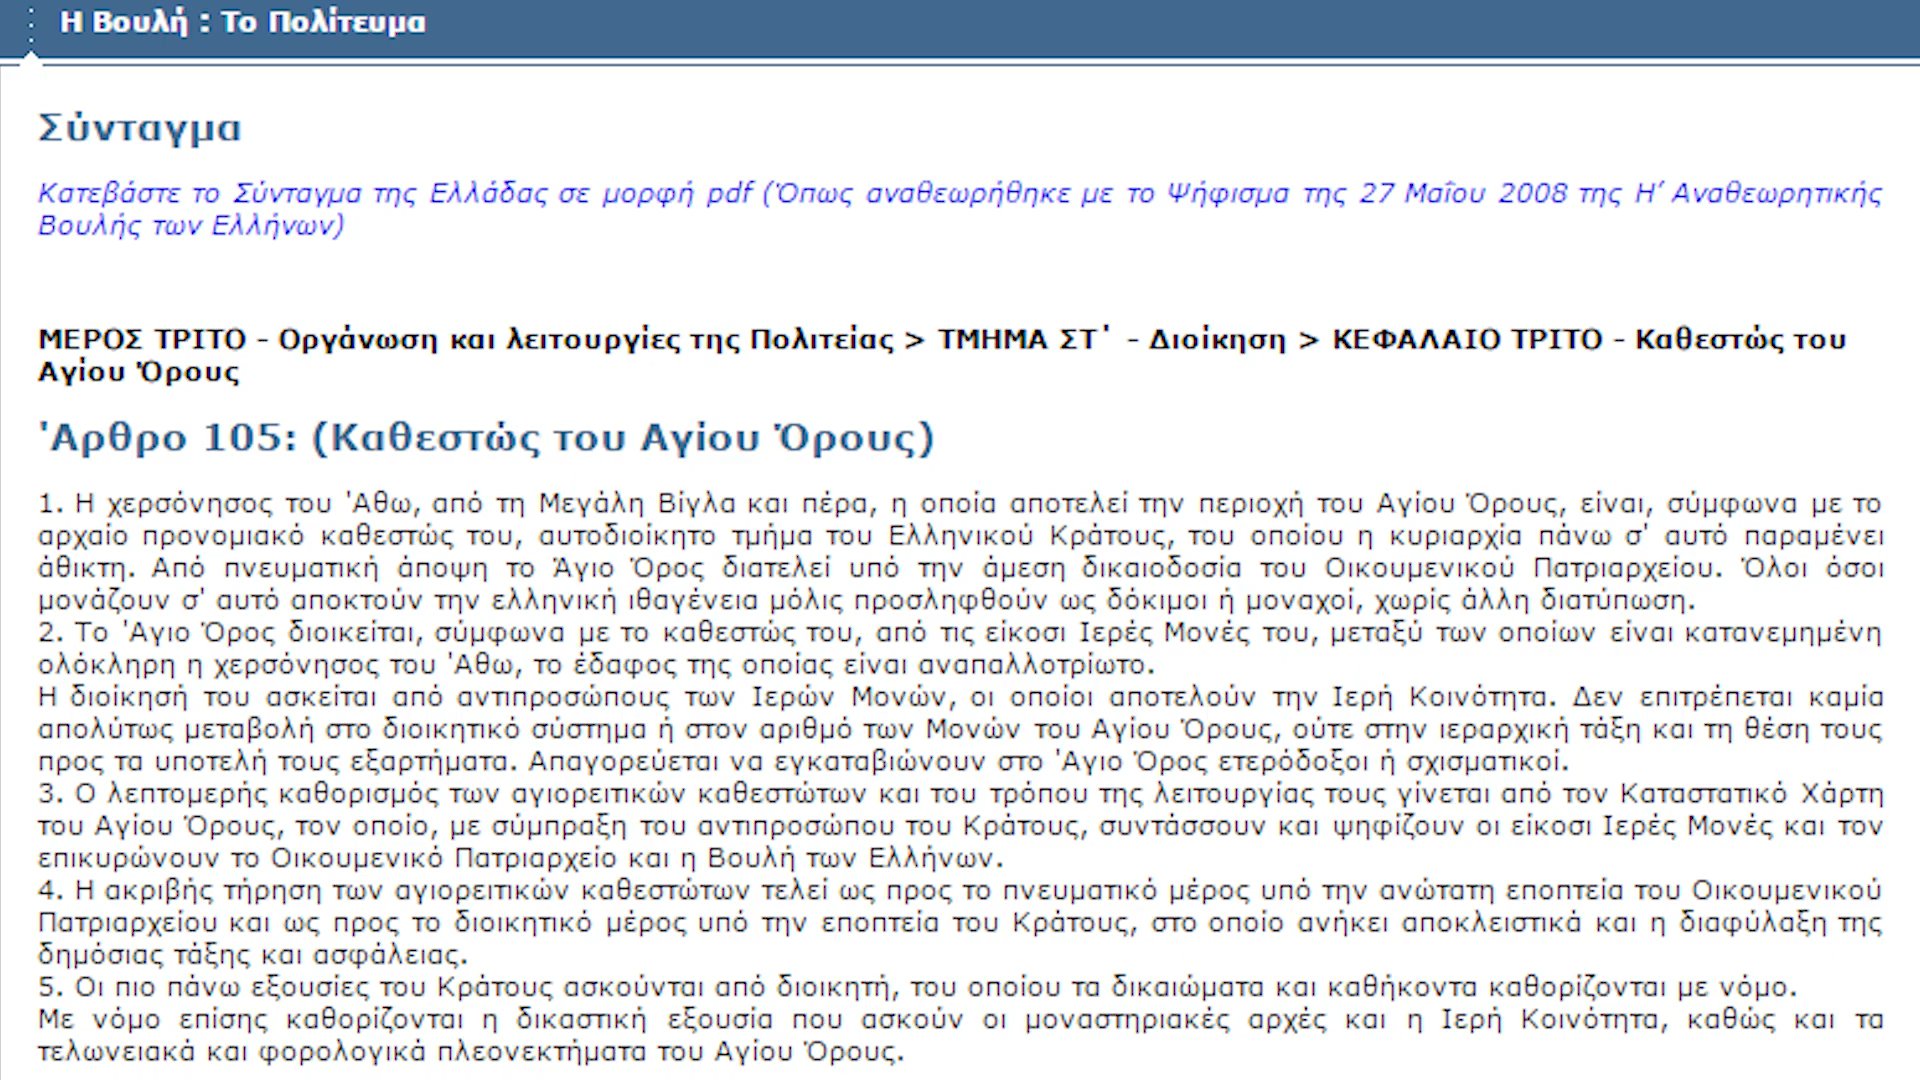 Η Βουλή : Το Πολίτευμα
Σύνταγμα
Κατεβάστε το Σύνταγμα της Ελλάδας σε μορφή pdf (Όπως αναθεωρήθηκε με το Ψήφισμα της 27 Μαΐου 2008 της Η’ Αναθεωρητικής
Βουλής των Ελλήνων)
ΜΕΡΟΣ ΤΡΙΤΟ - Οργάνωση και λειτουργίες της Πολιτείας > ΤΜΗΜΑ ΣΤ΄ - Διοίκηση > ΚΕΦΑΛΑΙΟ ΤΡΙΤΟ - Καθεστώς του
Αγίου Όρους
'Αρθρο 105: (Καθεστώς του Αγίου Όρους)
1. Η χερσόνησος του 'Αθω, από τη Μεγάλη Βίγλα και πέρα, η οποία αποτελεί την περιοχή του Αγίου Όρους, είναι, σύμφωνα με το
αρχαίο προνομιακό καθεστώς του, αυτοδιοίκητο τμήμα του Ελληνικού Κράτους, του οποίου η κυριαρχία πάνω σ' αυτό παραμένει
άθικτη. Από πνευματική άποψη το Άγιο Όρος διατελεί υπό την άμεση δικαιοδοσία του Οικουμενικού Πατριαρχείου. Όλοι όσοι
μονάζουν σ' αυτό αποκτούν την ελληνική ιθαγένεια μόλις προσληφθούν ως δόκιμοι ή μοναχοί, χωρίς άλλη διατύπωση.
2. Το 'Αγιο Όρος διοικείται, σύμφωνα με το καθεστώς του, από τις είκοσι Ιερές Μονές του, μεταξύ των οποίων είναι κατανεμημένη
ολόκληρη η χερσόνησος του 'Αθω, το έδαφος της οποίας είναι αναπαλλοτρίωτο.
Η διοίκησή του ασκείται από αντιπροσώπους των Ιερών Μονών, οι οποίοι αποτελούν την Ιερή Κοινότητα. Δεν επιτρέπεται καμία
απολύτως μεταβολή στο διοικητικό σύστημα ή στον αριθμό των Μονών του Αγίου Όρους, ούτε στην ιεραρχική τάξη και τη θέση τους
προς τα υποτελή τους εξαρτήματα. Απαγορεύεται να εγκαταβιώνουν στο 'Αγιο Όρος ετερόδοξοι ή σχισματικοί.
3. Ο λεπτομερής καθορισμός των αγιορειτικών καθεστώτων και του τρόπου της λειτουργίας τους γίνεται από τον Καταστατικό Χάρτη
του Αγίου Όρους, τον οποίο, με σύμπραξη του αντιπροσώπου του Κράτους, συντάσσουν και ψηφίζουν οι είκοσι Ιερές Μονές και τον
επικυρώνουν το Οικουμενικό Πατριαρχείο και η Βουλή των Ελλήνων.
4. Η ακριβής τήρηση των αγιορειτικών καθεστώτων τελεί ως προς το πνευματικό μέρος υπό την ανώτατη εποπτεία του Οικουμενικού
Πατριαρχείου και ως προς το διοικητικό μέρος υπό την εποπτεία του Κράτους, στο οποίο ανήκει αποκλειστικά και η διαφύλαξη της
δημόσιας τάξης και ασφάλειας.
5. Οι πιο πάνω εξουσίες του Κράτους ασκούνται από διοικητή, του οποίου τα δικαιώματα και καθήκοντα καθορίζονται με νόμο.
Με νόμο επίσης καθορίζονται η δικαστική εξουσία που ασκούν οι μοναστηριακές αρχές και η Ιερή Κοινότητα, καθώς και τα
τελωνειακά και φορολογικά πλεονεκτήματα του Αγίου Όρους.